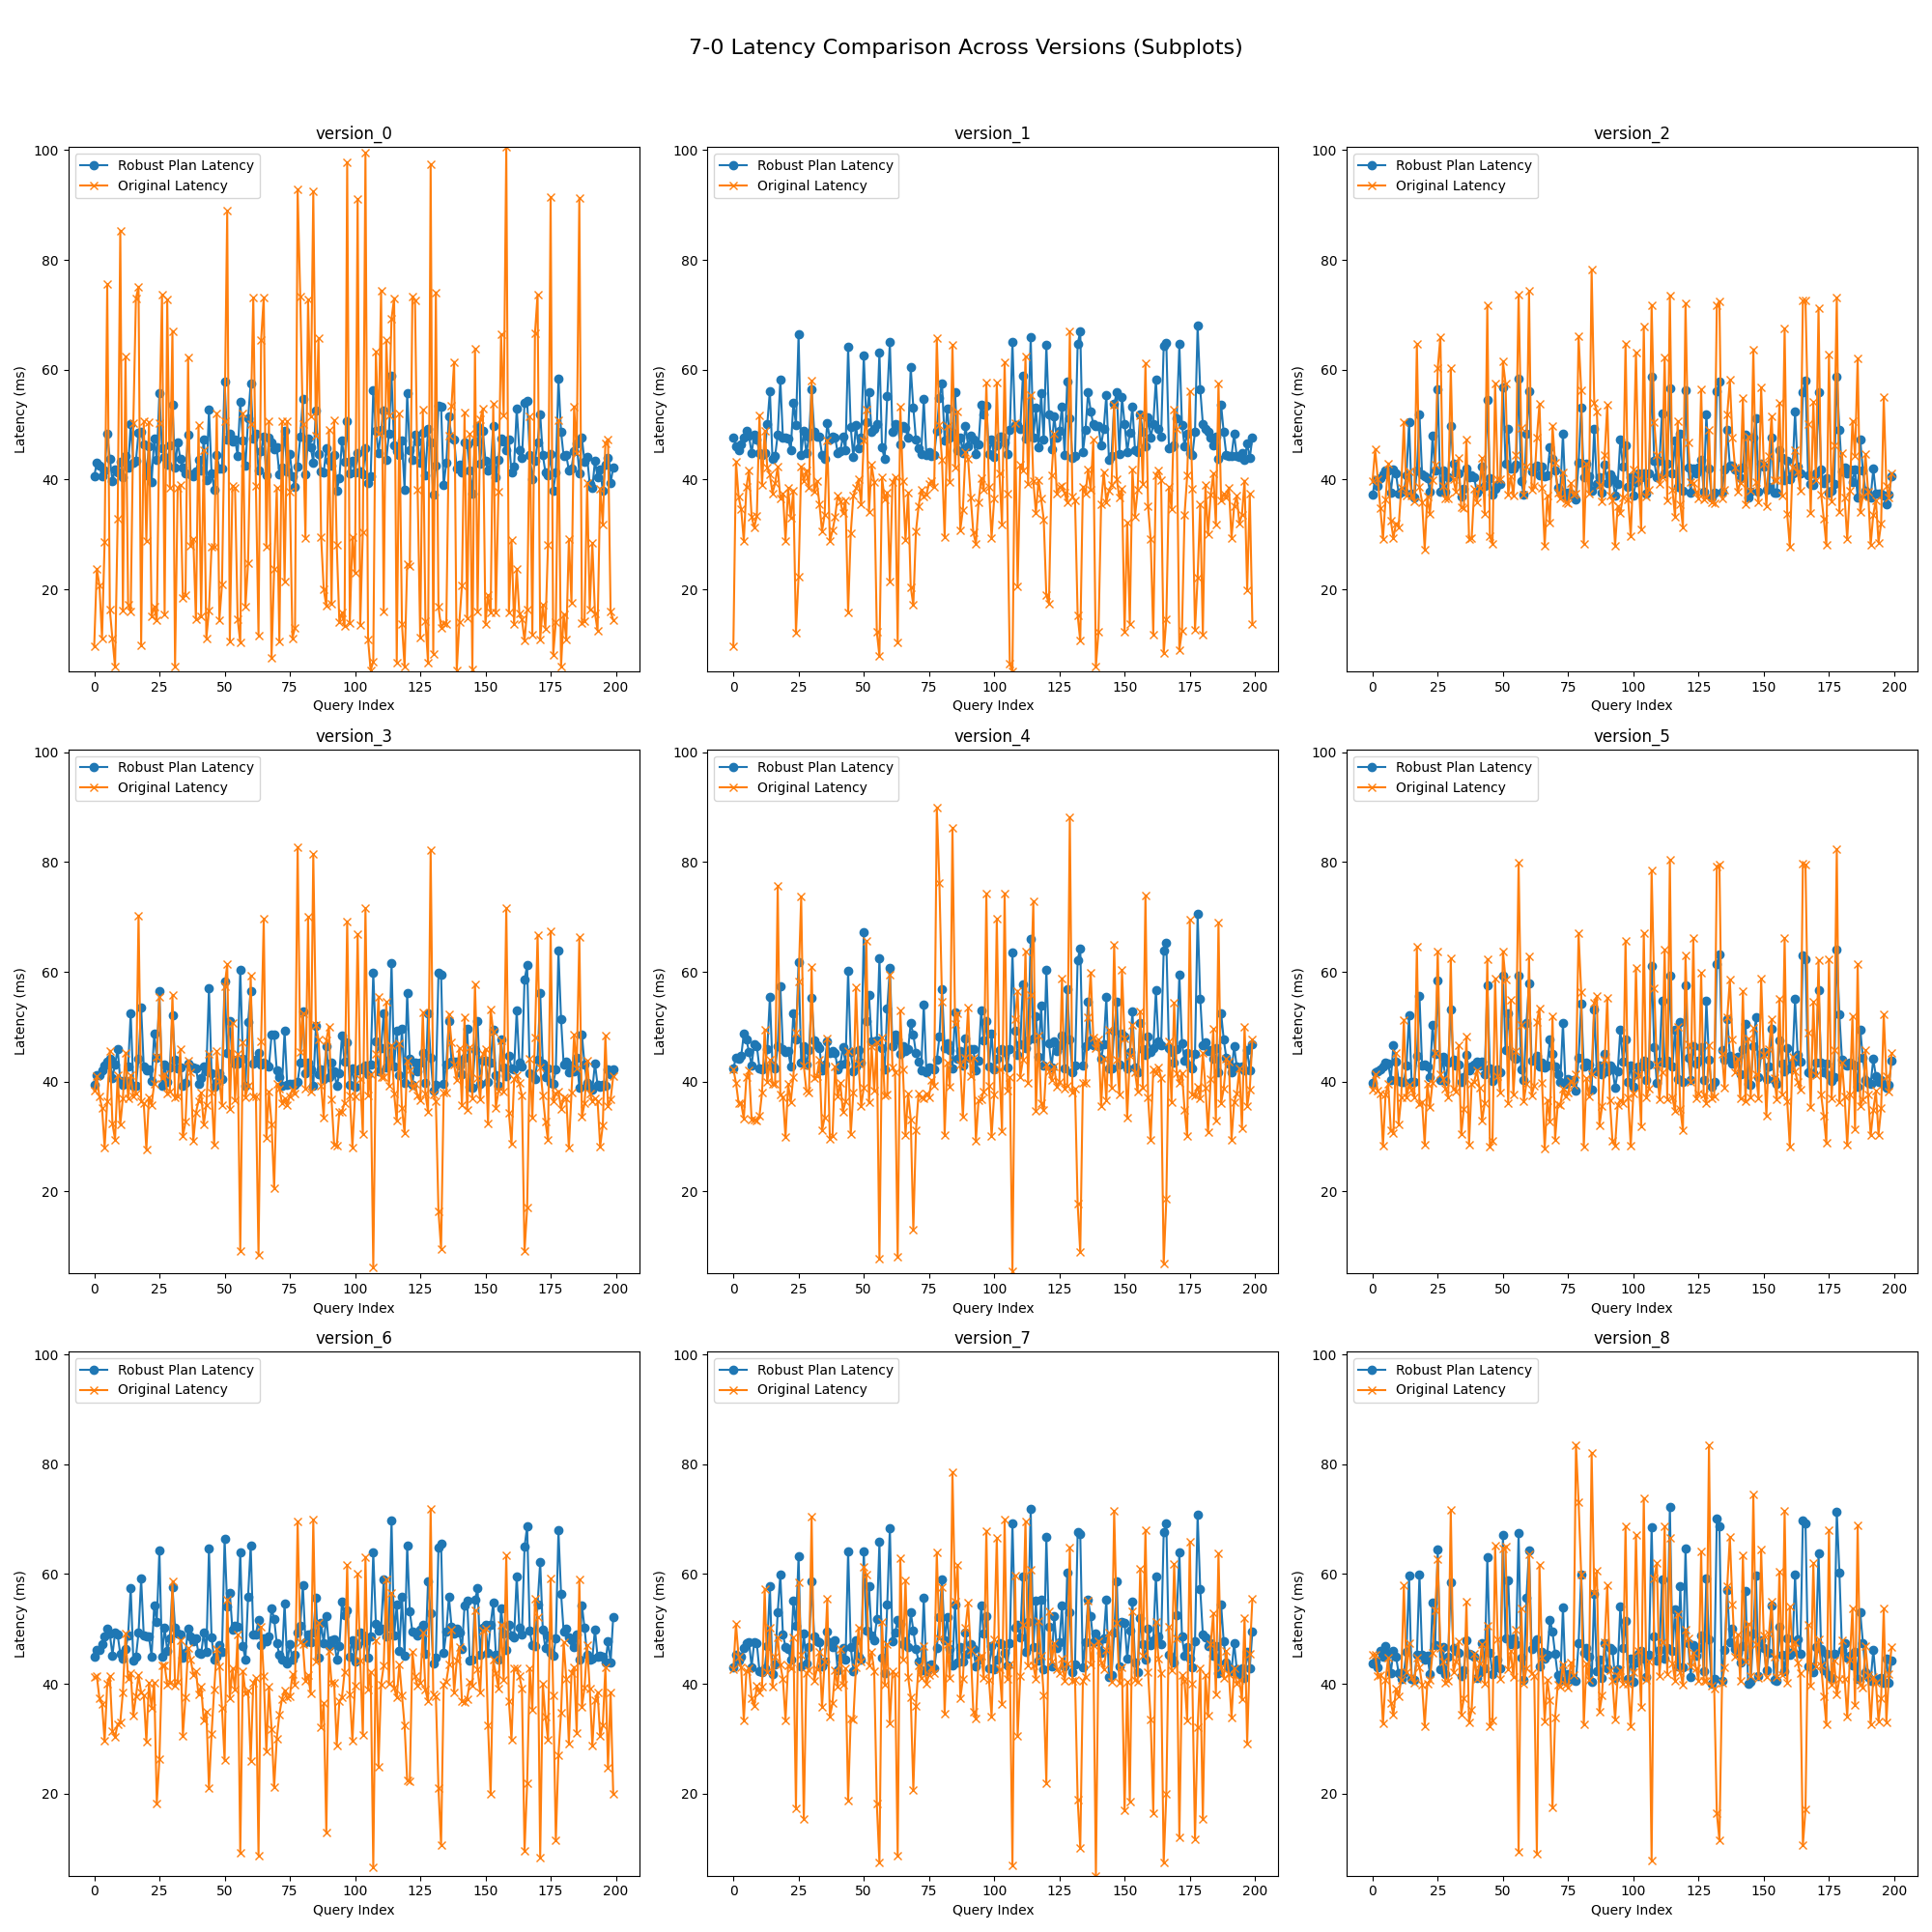 7-0 Latency Comparison Across Versions (Subplots)
version_0
Robust Plan Latency
Original Latency
Latency (ms)
100
80
60
40
20
0 25 50 75 100 125 150 175 200
Query Index
version_1
Robust Plan Latency
Original Latency
Latency (ms)
100
80
60
40
20
0 25 50 75 100 125 150 175 200
Query Index
version_2
Robust Plan Latency
Original Latency
Latency (ms)
100
80
60
40
20
0 25 50 75 100 125 150 175 200
Query Index
version_3
Robust Plan Latency
Original Latency
Latency (ms)
100
80
60
40
20
0 25 50 75 100 125 150 175 200
Query Index
version_4
Robust Plan Latency
Original Latency
Latency (ms)
100
80
60
40
20
0 25 50 75 100 125 150 175 200
Query Index
version_5
Robust Plan Latency
Original Latency
Latency (ms)
100
80
60
40
20
0 25 50 75 100 125 150 175 200
Query Index
version_6
Robust Plan Latency
Original Latency
Latency (ms)
100
80
60
40
20
0 25 50 75 100 125 150 175 200
Query Index
version_7
Robust Plan Latency
Original Latency
Latency (ms)
100
80
60
40
20
0 25 50 75 100 125 150 175 200
Query Index
version_8
Robust Plan Latency
Original Latency
Latency (ms)
100
80
60
40
20
0 25 50 75 100 125 150 175 200
Query Index